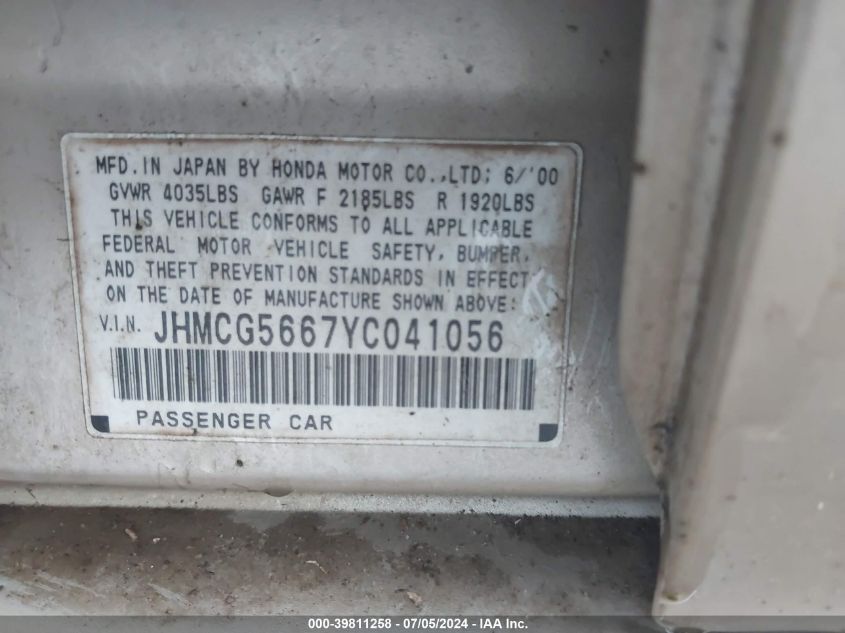 MFD. IN JAPAN BY HONDA MOTOR CO.,LTD; 6/'00
GVWR 4035LBS GAWR F 2185LBS R 1920LBS
THIS VEHICLE CONFORMS TO ALL APPLICABLE
FEDERAL MOTOR VEHICLE SAFETY, BUMPER,
AND THEFT PREVENTION STANDARDS IN EFFECT
ON THE DATE OF MANUFACTURE SHOWN ABOVE:
V.I.N. JHMCG5667YC041056
PASSENGER CAR
000-39811258 - 07/05/2024 - IAA Inc.